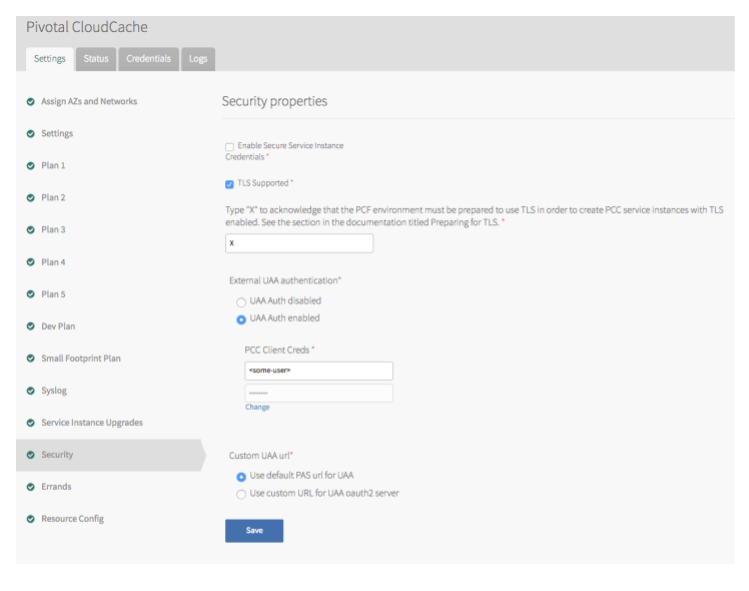 Pivotal CloudCache
Settings
Status
Credentials
Logs
Assign AZs and Networks
Settings
Plan 1
Plan 2
Plan 3
Plan 4
Plan 5
Dev Plan
Small Footprint Plan
Syslog
Service Instance Upgrades
Security
Errands
Resource Config
Security properties
Enable Secure Service Instance
Credentials *
TLS Supported *
Type "X" to acknowledge that the PCF environment must be prepared to use TLS in order to create PCC service instances with TLS
enabled. See the section in the documentation titled Preparing for TLS. *
X
External UAA authentication*
UAA Auth disabled
UAA Auth enabled
PCC Client Creds *
<some-user>
Change
Custom UAA url*
Use default PAS url for UAA
Use custom URL for UAA oauth2 server
Save